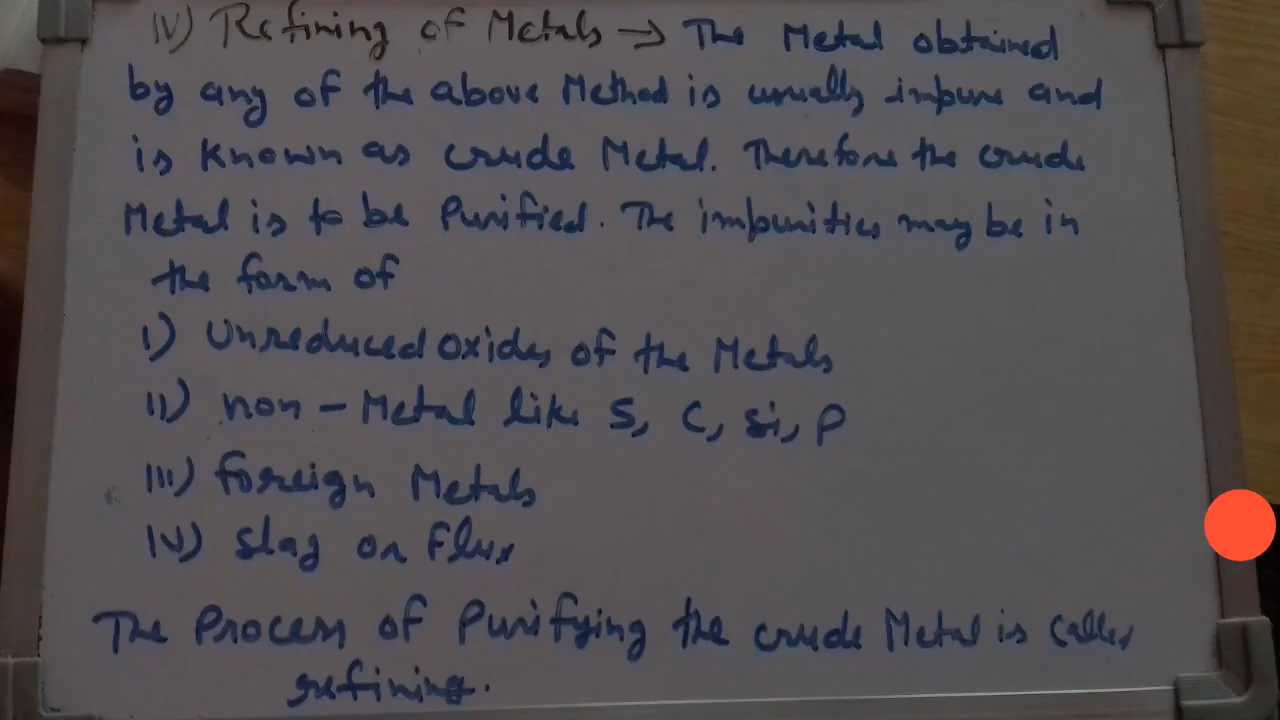 IV) Refining of Metals → The Metal obtained
by any of the above Method is usually impure and
is known as crude Metal. Therefore the crude
Metal is to be Purified. The impurities may be in
the form of
I) Unreduced oxides of the Metals
II) non-Metal like S, C, Si, P
III) foreign Metals
IV) Slag or Flux
The Process of Purifying the crude Metal is called
refining.